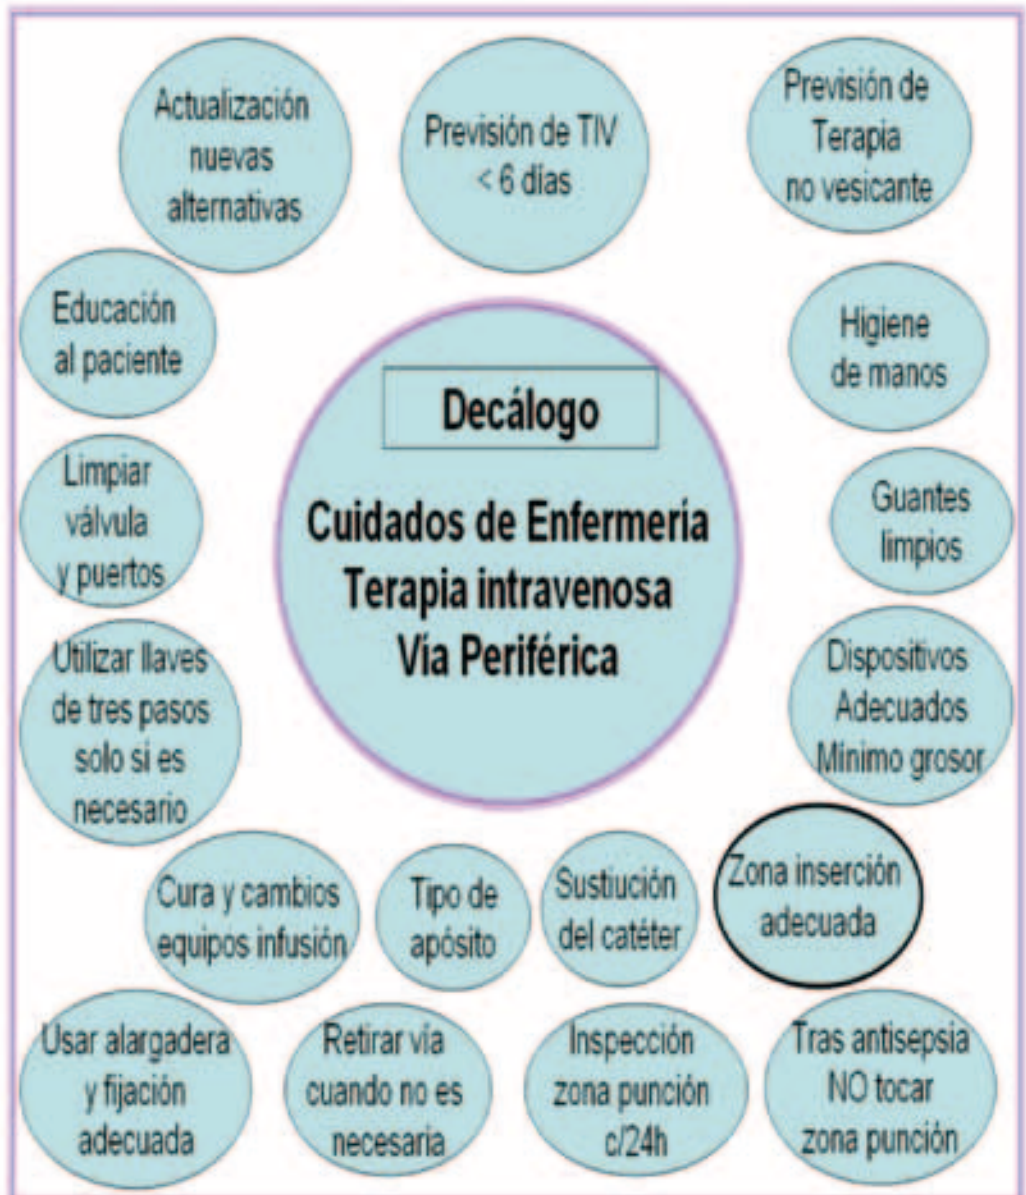 Actualización
nuevas
alternativas
Previsión de TIV
< 6 días
Previsión de
Terapia
no vesicante
Educación
al paciente
Higiene
de manos
Decálogo
Cuidados de Enfermería
Terapia intravenosa
Vía Periférica
Limpiar
válvula
y puertos
Guantes
limpios
Utilizar llaves
de tres pasos
solo si es
necesario
Dispositivos
Adecuados
Mínimo grosor
Cura y cambios
equipos infusión
Tipo de
apósito
Sustiución
del catéter
Zona inserción
adecuada
Usar alargadera
y fijación
adecuada
Retirar vía
cuando no es
necesaria
Inspección
zona punción
c/24h
Tras antisepsia
NO tocar
zona punción